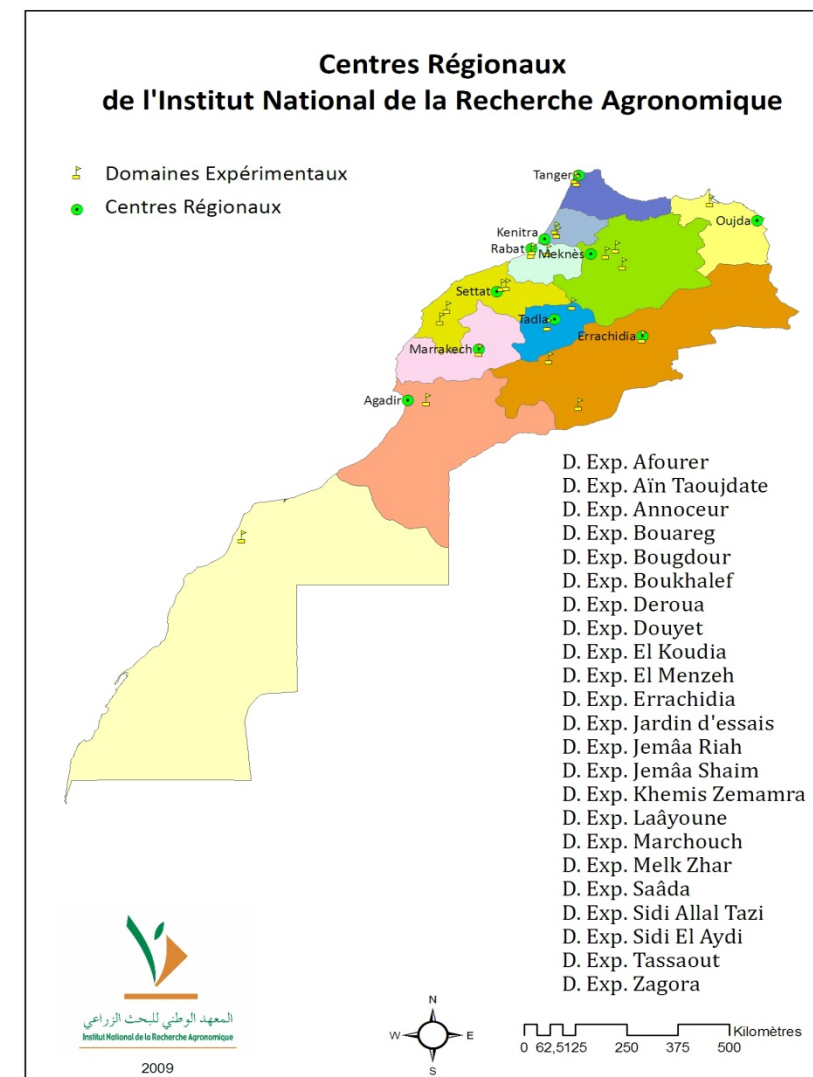 Centres Régionaux
de l'Institut National de la Recherche Agronomique
Domaines Expérimentaux
Centres Régionaux
Tanger
Oujda
Kenitra
Rabat
Meknès
Settat
Tadla
Errachidia
Marrakech
Agadir
D. Exp. Afourer
D. Exp. Aïn Taoujdate
D. Exp. Annoceur
D. Exp. Bouareg
D. Exp. Bougdour
D. Exp. Boukhalef
D. Exp. Deroua
D. Exp. Douyet
D. Exp. El Koudia
D. Exp. El Menzeh
D. Exp. Errachidia
D. Exp. Jardin d'essais
D. Exp. Jemâa Riah
D. Exp. Jemâa Shaim
D. Exp. Khemis Zemamra
D. Exp. Laâyoune
D. Exp. Marchouch
D. Exp. Melk Zhar
D. Exp. Saâda
D. Exp. Sidi Allal Tazi
D. Exp. Sidi El Aydi
D. Exp. Tassaout
D. Exp. Zagora
المعهد الوطني للبحث الزراعي
Institut National de la Recherche Agronomique
2009
N
W E
S
Kilomètres
0 62,5125 250 375 500